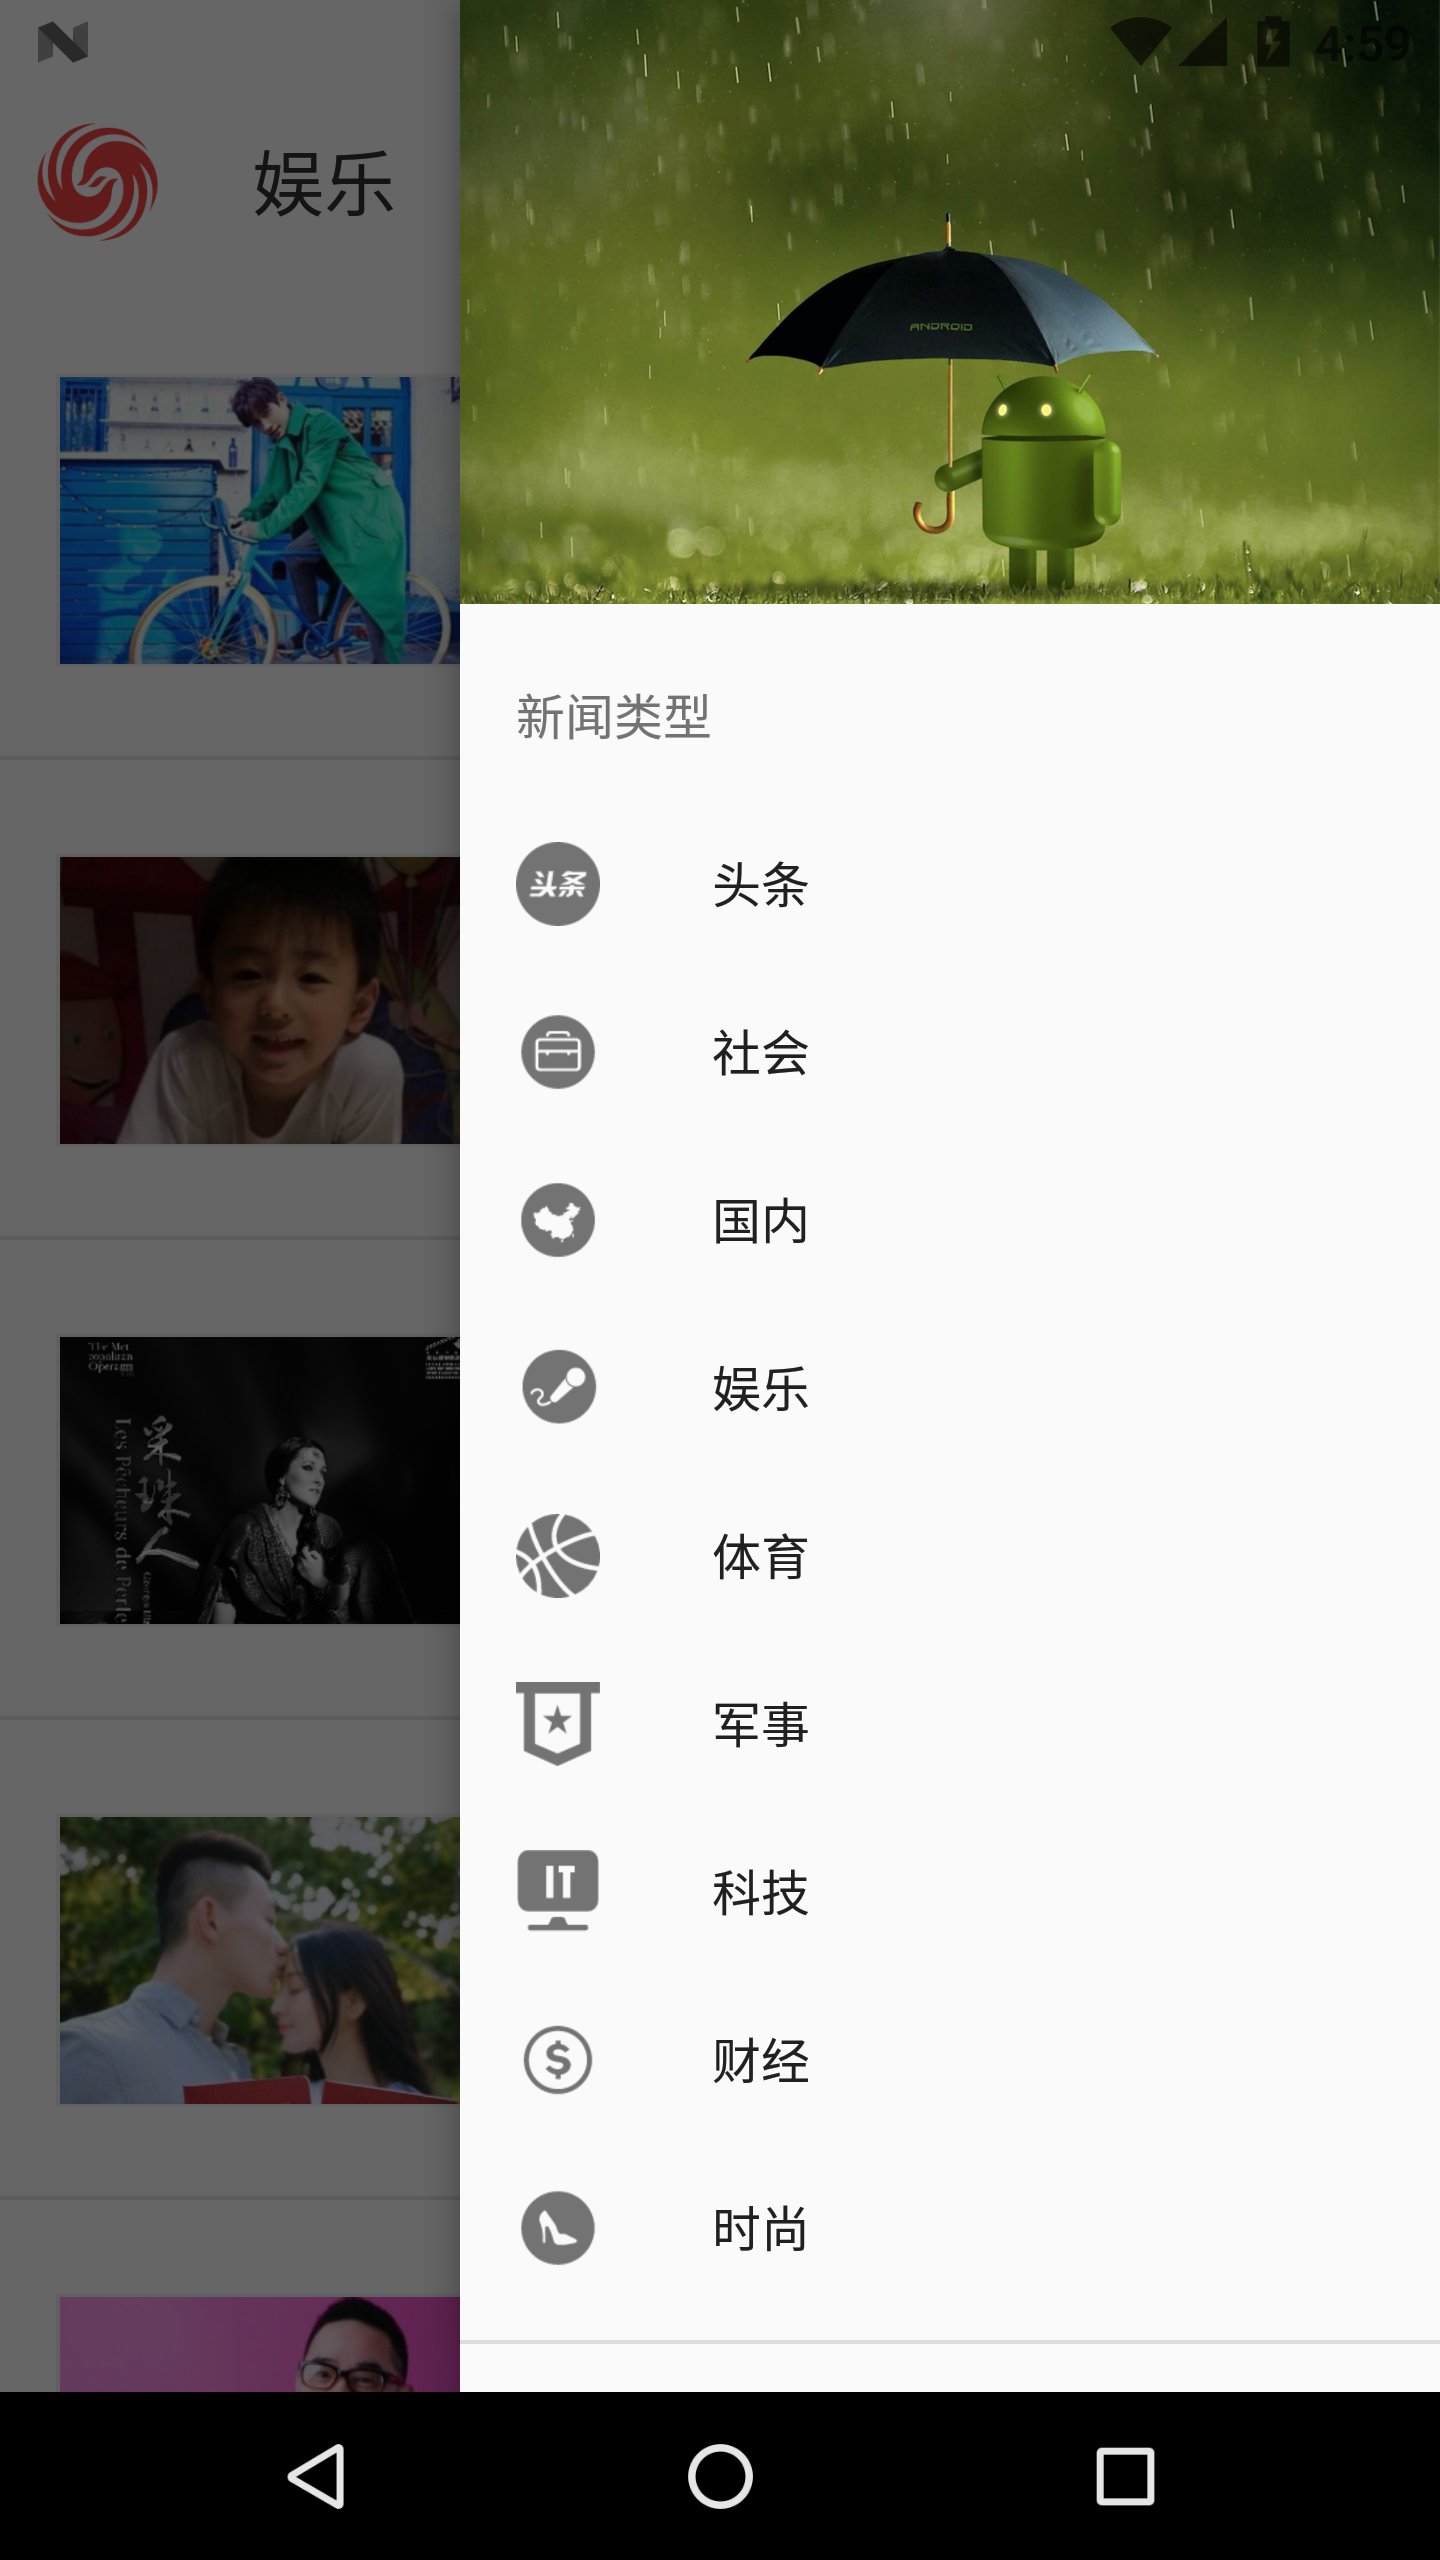 4:59
娱乐
ANDROID
新闻类型
头条
头条
社会
国内
娱乐
The Met
Opera
采珠人
Les Pêcheurs de Perle
体育
军事
IT
科技
$
财经
时尚